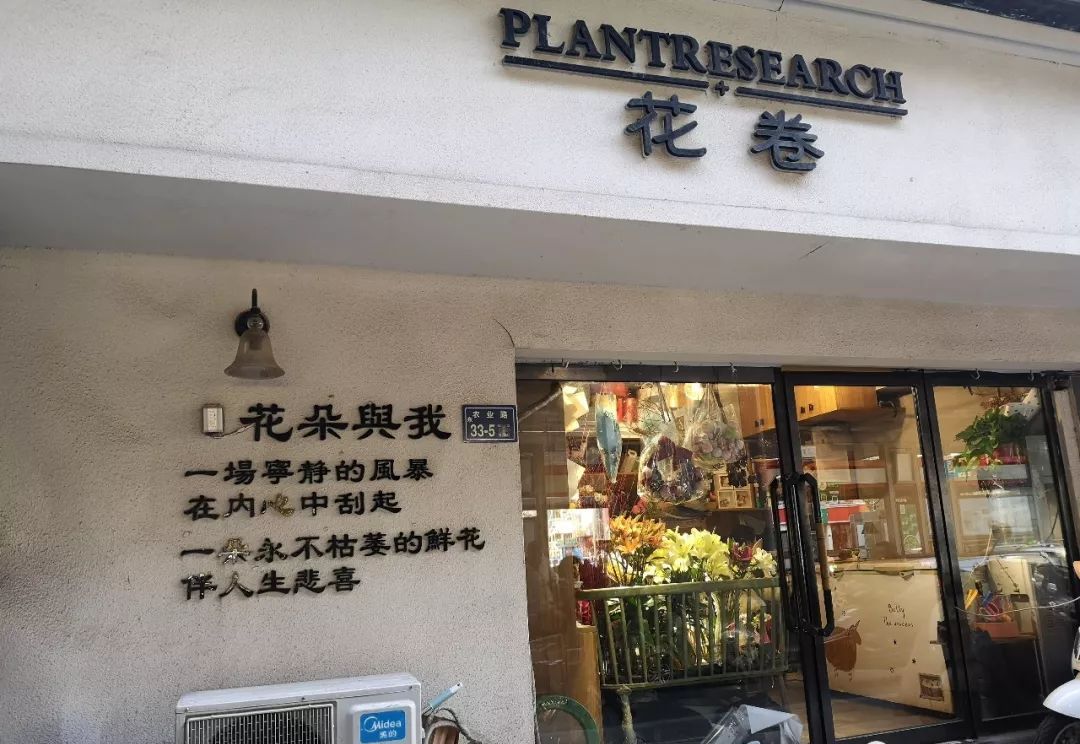 PLANTRESEARCH
+
花卷
花朵與我
农业路
33-5
一場寧静的風暴
在内心中刮起
一朵永不枯萎的鮮花
伴人生悲喜
Midea
美的